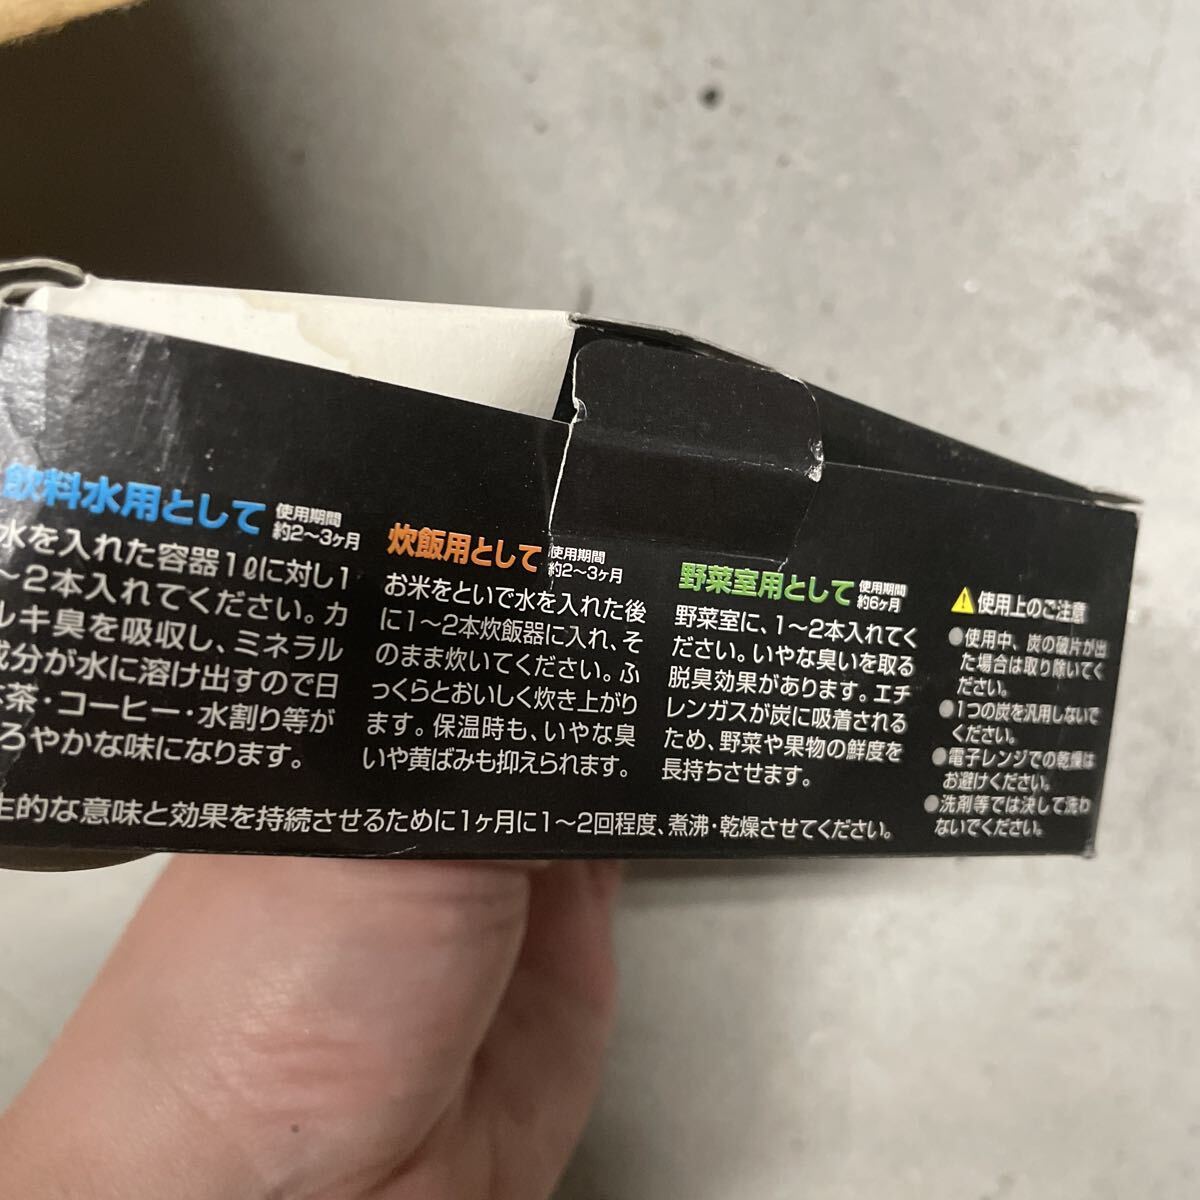 飲料水用として 使用期間
約2~3ヶ月
水を入れた容器1ℓに対し1
~2本入れてください。カ
ルキ臭を吸収し、ミネラル
成分が水に溶け出すので日
本茶・コーヒー・水割り等が
ろやかな味になります。
炊飯用として 使用期間
約2~3ヶ月
お米をといで水を入れた後
に1~2本炊飯器に入れ、そ
のまま炊いてください。ふ
っくらとおいしく炊き上がり
ます。保温時も、いやな臭
いや黄ばみも抑えられます。
野菜室用として 使用期間
約6ヶ月
野菜室に、1~2本入れてく
ださい。いやな臭いを取る
脱臭効果があります。エチ
レンガスが炭に吸着される
ため、野菜や果物の鮮度を
長持ちさせます。
⚠使用上のご注意
●使用中、炭の破片が出
た場合は取り除いてく
ださい。
●1つの炭を汎用しないで
ください。
●電子レンジでの乾燥は
お避けください。
●洗剤等では決して洗わ
ないでください。
生的な意味と効果を持続させるために1ヶ月に1~2回程度、煮沸・乾燥させてください。